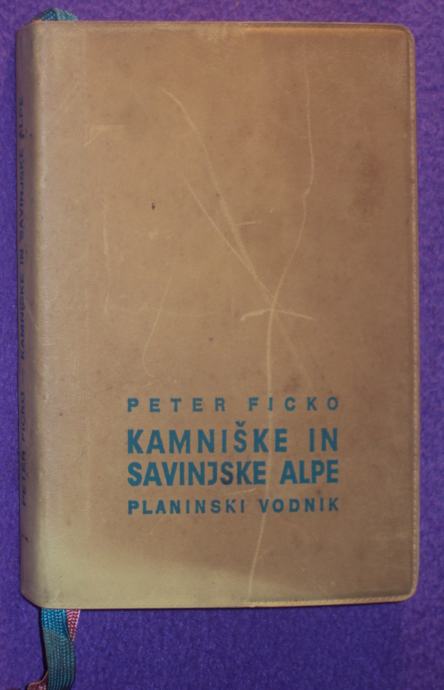 PETER FICKO
KAMNIŠKE IN
SAVINJSKE ALPE
PLANINSKI VODNIK
PETER FICKO KAMNIŠKE IN SAVINJSKE ALPE